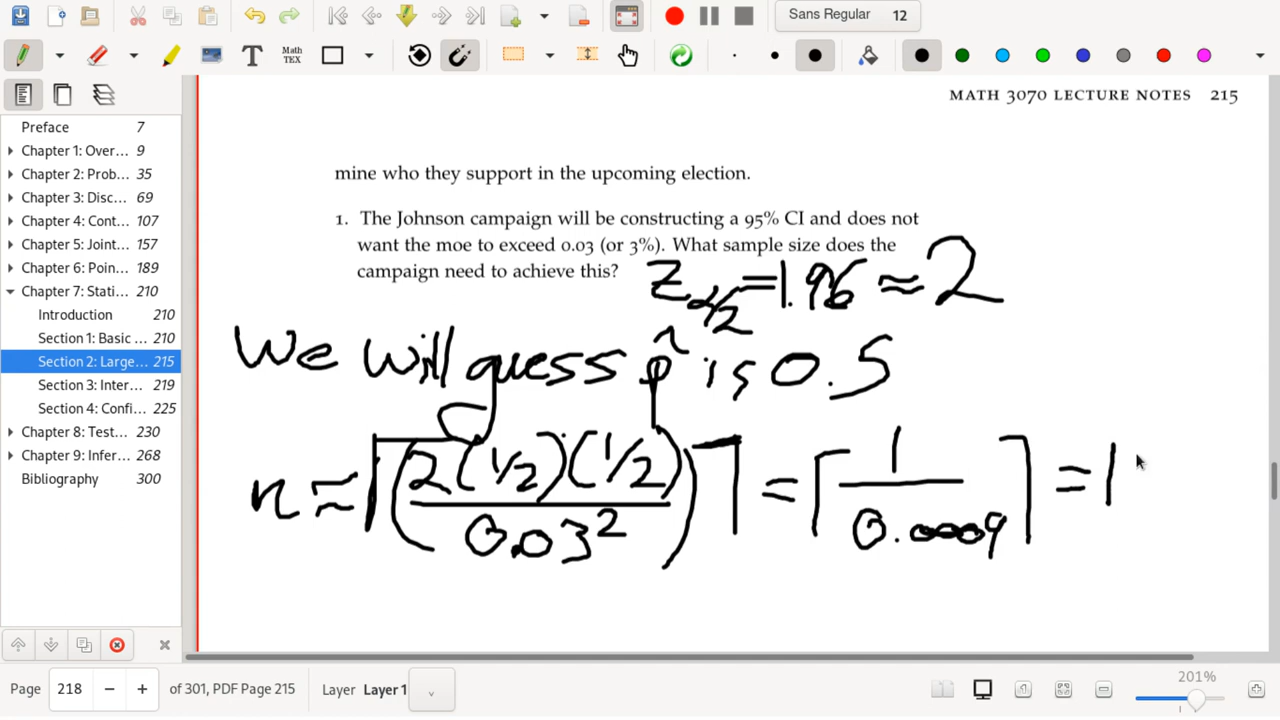 Sans Regular 12
T Math TEX
MATH 3070 LECTURE NOTES 215
Preface 7
Chapter 1: Over... 9
Chapter 2: Prob... 35
Chapter 3: Disc... 69
Chapter 4: Cont... 107
Chapter 5: Joint... 157
Chapter 6: Poin... 189
Chapter 7: Stati... 210
Introduction 210
Section 1: Basic ... 210
Section 2: Large... 215
Section 3: Inter... 219
Section 4: Confi... 225
Chapter 8: Test... 230
Chapter 9: Infer... 268
Bibliography 300
mine who they support in the upcoming election.
1. The Johnson campaign will be constructing a 95% CI and does not
want the moe to exceed 0.03 (or 3%). What sample size does the
campaign need to achieve this?
z_α/2 = 1.96 ≈ 2
We will guess p̂ is 0.5
n ≈ ⌈(2(1/2)(1/2) / 0.03²)⌉ = ⌈1 / 0.0009⌉ = 1
Page 218 − + of 301, PDF Page 215 Layer Layer 1
201%